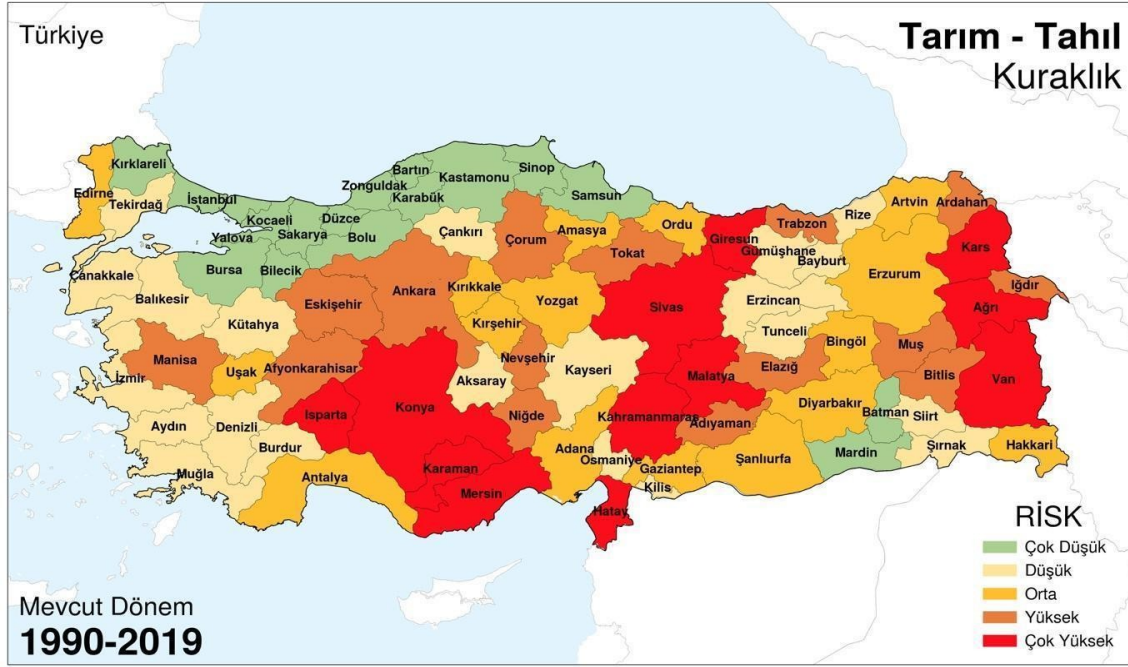 Türkiye
Tarım - Tahıl
Kuraklık
Kırklareli
Edirne
Tekirdağ
İstanbul
Kocaeli
Yalova
Sakarya
Düzce
Bolu
Zonguldak
Bartın
Karabük
Kastamonu
Sinop
Samsun
Çanakkale
Balıkesir
Bursa
Bilecik
Kütahya
Eskişehir
Ankara
Çankırı
Çorum
Amasya
Ordu
Tokat
Giresun
Gümüşhane
Trabzon
Bayburt
Rize
Artvin
Ardahan
Kars
Iğdır
Ağrı
Erzurum
Erzincan
Tunceli
Sivas
Yozgat
Kırıkkale
Kırşehir
Nevşehir
Kayseri
Aksaray
Niğde
Manisa
Uşak
Afyonkarahisar
İzmir
Aydın
Denizli
Burdur
Isparta
Konya
Muğla
Antalya
Karaman
Mersin
Adana
Osmaniye
Hatay
Kahramanmaraş
Malatya
Elazığ
Bingöl
Muş
Bitlis
Van
Adıyaman
Diyarbakır
Batman
Siirt
Gaziantep
Kilis
Şanlıurfa
Mardin
Şırnak
Hakkari
RİSK
Çok Düşük
Düşük
Orta
Yüksek
Çok Yüksek
Mevcut Dönem
1990-2019